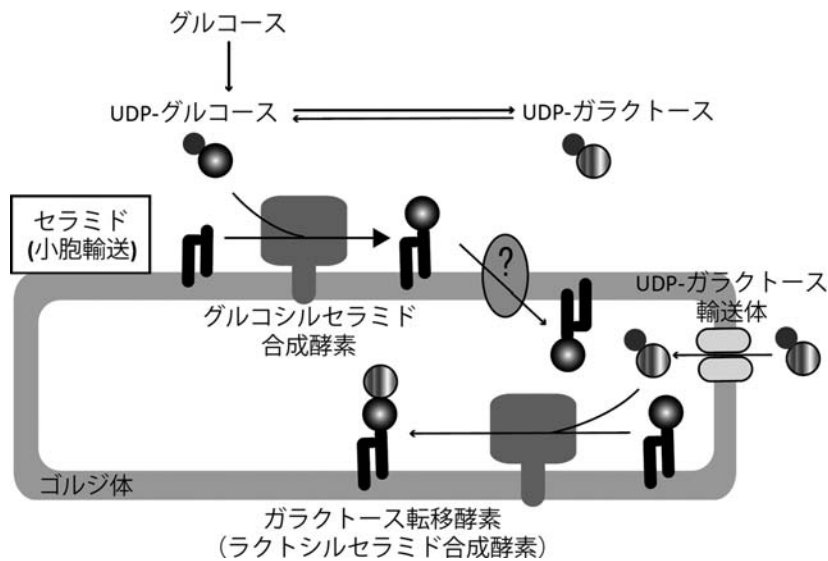 グルコース
UDP-グルコース
UDP-ガラクトース
セラミド
(小胞輸送)
?
UDP-ガラクトース
輸送体
グルコシルセラミド
合成酵素
ゴルジ体
ガラクトース転移酵素
（ラクトシルセラミド合成酵素）